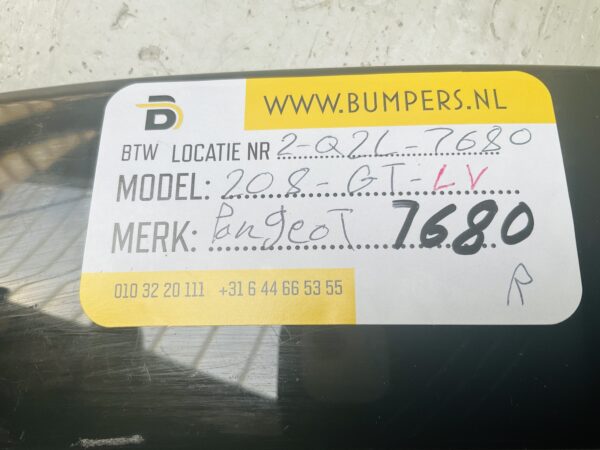 B
WWW.BUMPERS.NL
BTW LOCATIE NR 2-Q2L-7680
MODEL: 208-GT-LV
MERK: Pangeot 7680
010 32 20 111 +31 6 44 66 53 55
R